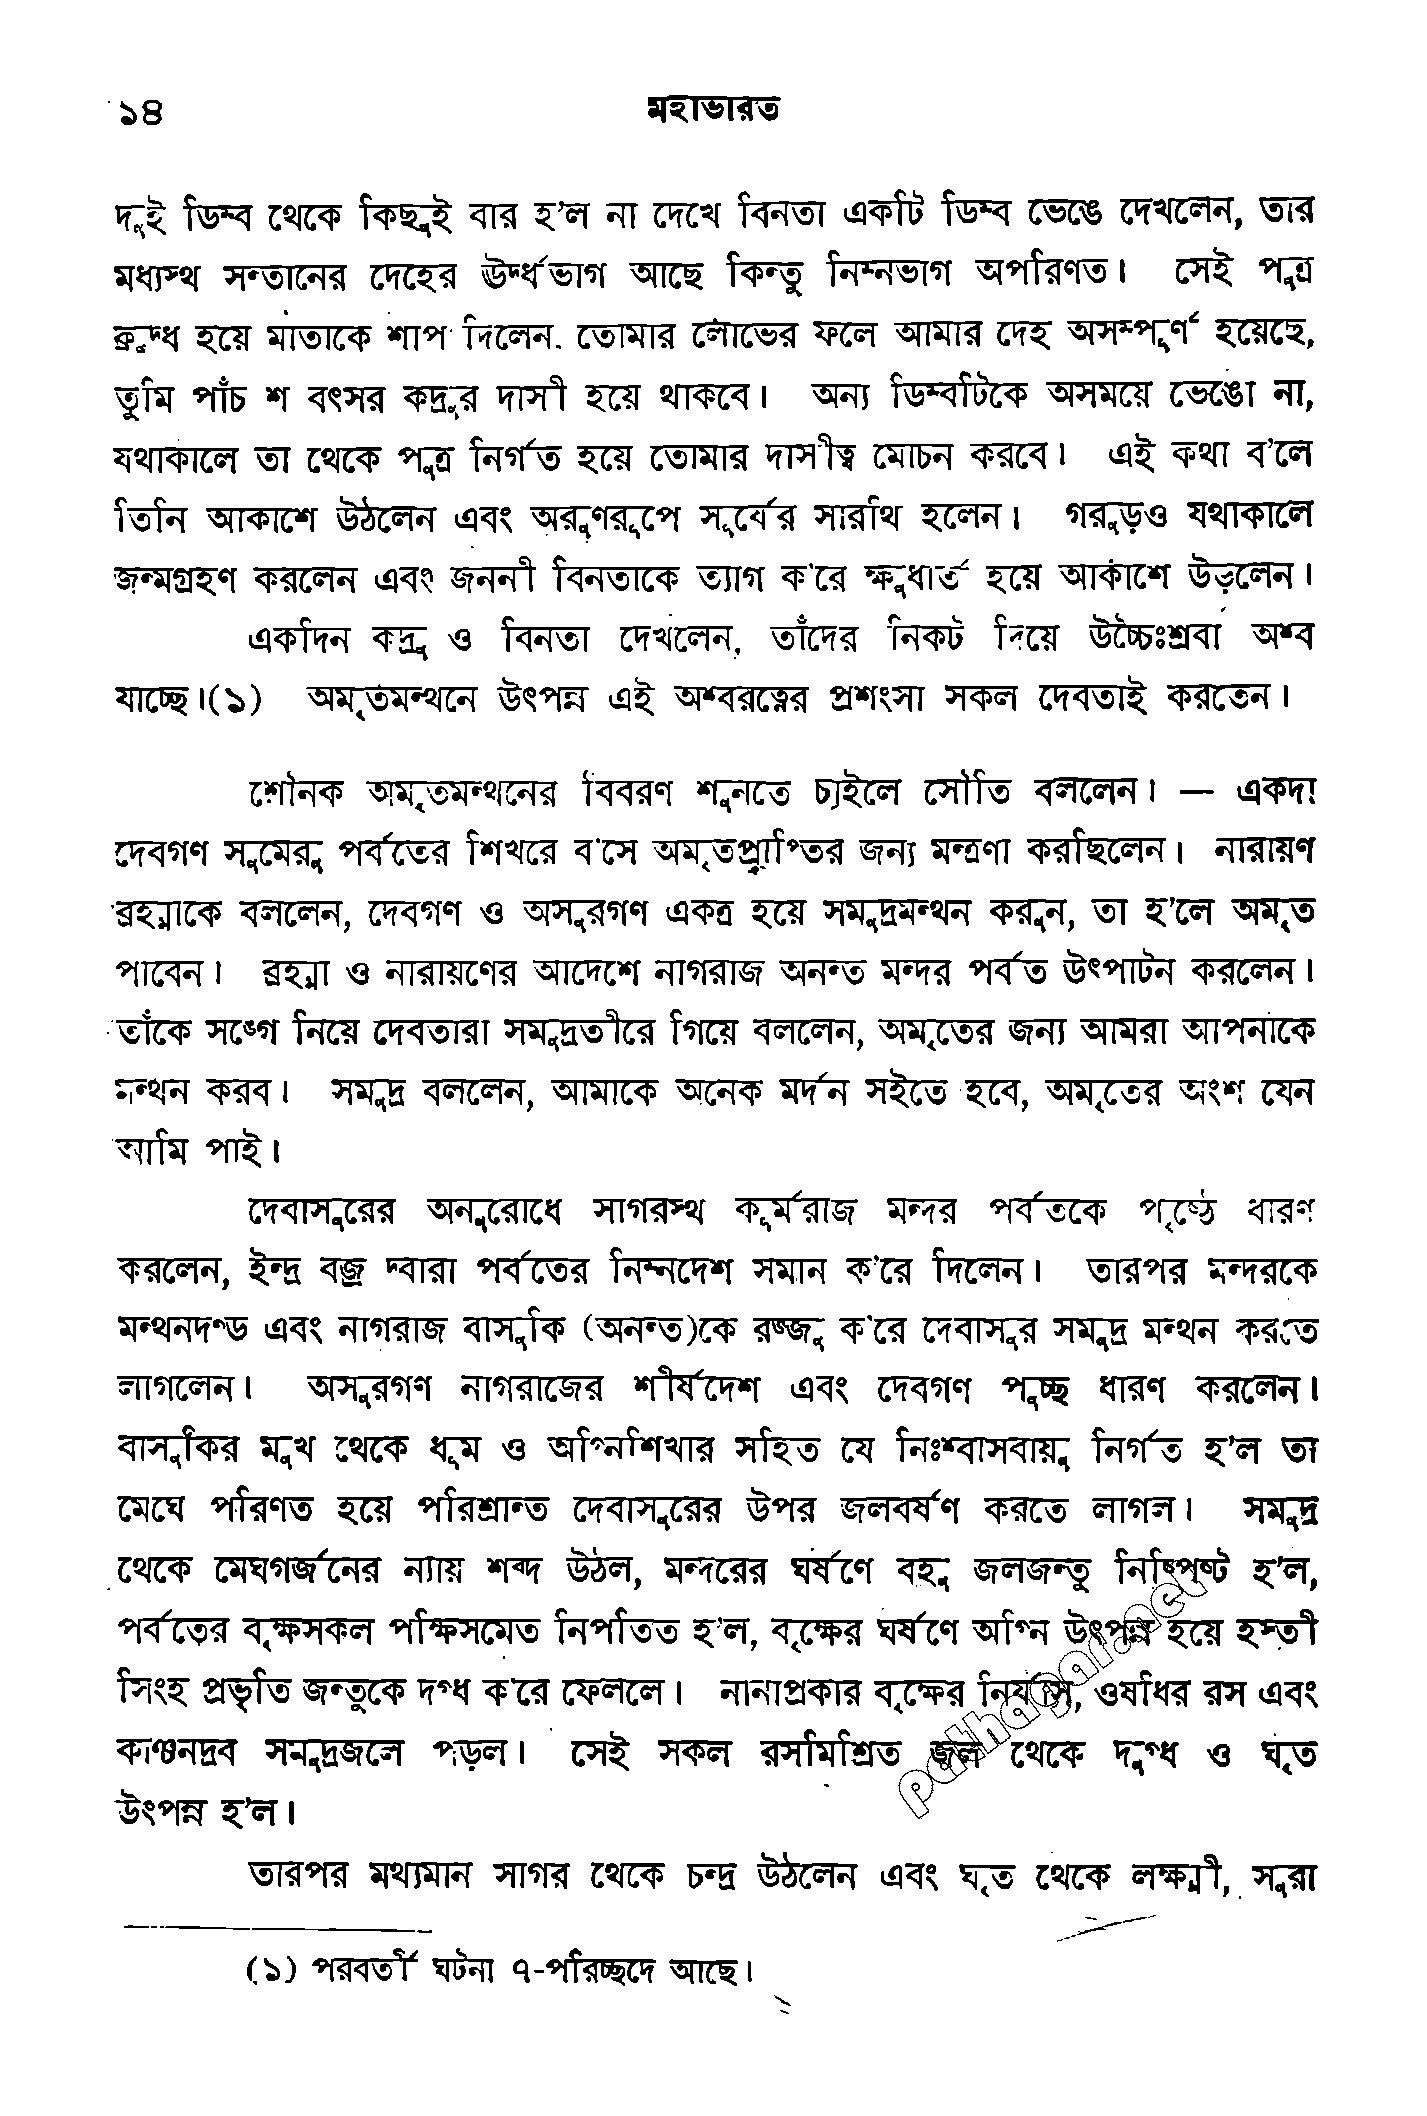 ১৪ মহাভারত
দুই ডিম্ব থেকে কিছুই বার হ’ল না দেখে বিনতা একটি ডিম্ব ভেঙে দেখলেন, তার
মধ্যস্থ সন্তানের দেহের ঊর্ধ্বভাগ আছে কিন্তু নিম্নভাগ অপরিণত। সেই পুত্র
ক্রুদ্ধ হয়ে মাতাকে শাপ দিলেন. তোমার লোভের ফলে আমার দেহ অসম্পূর্ণ হয়েছে,
তুমি পাঁচ শ বৎসর কদ্রুর দাসী হয়ে থাকবে। অন্য ডিম্বটিকে অসময়ে ভেঙো না,
যথাকালে তা থেকে পুত্র নির্গত হয়ে তোমার দাসীত্ব মোচন করবে। এই কথা ব’লে
তিনি আকাশে উঠলেন এবং অরুণরূপে সূর্যের সারথি হলেন। গরুড়ও যথাকালে
জন্মগ্রহণ করলেন এবং জননী বিনতাকে ত্যাগ ক’রে ক্ষুধার্ত হয়ে আকাশে উড়লেন।
একদিন কদ্রু ও বিনতা দেখলেন, তাঁদের নিকট দিয়ে উচ্চৈঃশ্রবা অশ্ব
যাচ্ছে।(১) অমৃতমন্থনে উৎপন্ন এই অশ্বরত্নের প্রশংসা সকল দেবতাই করতেন।
শৌনক অমৃতমন্থনের বিবরণ শুনতে চাইলে সৌতি বললেন। — একদা
দেবগণ সুমেরু পর্বতের শিখরে ব’সে অমৃতপ্রাপ্তির জন্য মন্ত্রণা করছিলেন। নারায়ণ
ব্রহ্মাকে বললেন, দেবগণ ও অসুরগণ একত্র হয়ে সমুদ্রমন্থন করুন, তা হ’লে অমৃত
পাবেন। ব্রহ্মা ও নারায়ণের আদেশে নাগরাজ অনন্ত মন্দর পর্বত উৎপাটন করলেন।
তাঁকে সঙ্গে নিয়ে দেবতারা সমুদ্রতীরে গিয়ে বললেন, অমৃতের জন্য আমরা আপনাকে
মন্থন করব। সমুদ্র বললেন, আমাকে অনেক মর্দন সইতে হবে, অমৃতের অংশ যেন
আমি পাই।
দেবাসুরের অনুরোধে সাগরস্থ কূর্মরাজ মন্দর পর্বতকে পৃষ্ঠে ধারণ
করলেন, ইন্দ্র বজ্র দ্বারা পর্বতের নিম্নদেশ সমান ক’রে দিলেন। তারপর মন্দরকে
মন্থনদণ্ড এবং নাগরাজ বাসুকি (অনন্ত)কে রজ্জু ক’রে দেবাসুর সমুদ্র মন্থন করতে
লাগলেন। অসুরগণ নাগরাজের শীর্ষদেশ এবং দেবগণ পুচ্ছ ধারণ করলেন।
বাসুকির মুখ থেকে ধূম ও অগ্নিশিখার সহিত যে নিঃশ্বাসবায়ু নির্গত হ’ল তা
মেঘে পরিণত হয়ে পরিশ্রান্ত দেবাসুরের উপর জলবর্ষণ করতে লাগল। সমুদ্র
থেকে মেঘগর্জনের ন্যায় শব্দ উঠল, মন্দরের ঘর্ষণে বহু জলজন্তু নিষ্পিষ্ট হ’ল,
পর্বতের বৃক্ষসকল পক্ষিসমেত নিপতিত হ’ল, বৃক্ষের ঘর্ষণে অগ্নি উৎপন্ন হয়ে হস্তী
সিংহ প্রভৃতি জন্তুকে দগ্ধ ক’রে ফেললে। নানাপ্রকার বৃক্ষের নির্যাস, ওষধির রস এবং
কাঞ্চনদ্রব সমুদ্রজলে পড়ল। সেই সকল রসমিশ্রিত জল থেকে দুগ্ধ ও ঘৃত
উৎপন্ন হ’ল।
তারপর মথ্যমান সাগর থেকে চন্দ্র উঠলেন এবং ঘৃত থেকে লক্ষ্মী, সুরা
(১) পরবর্তী ঘটনা ৭-পরিচ্ছদে আছে।
pathagar.net